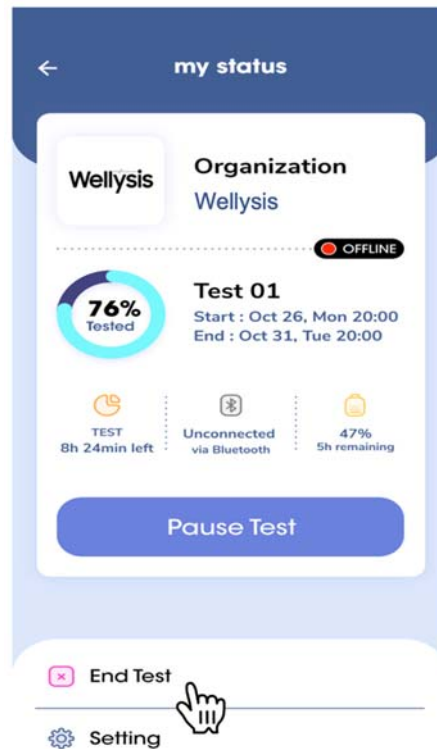 my status
Wellysis
Organization
Wellysis
OFFLINE
76%
Tested
Test 01
Start : Oct 26, Mon 20:00
End : Oct 31, Tue 20:00
TEST
8h 24min left
Unconnected
via Bluetooth
47%
5h remaining
Pause Test
End Test
Setting